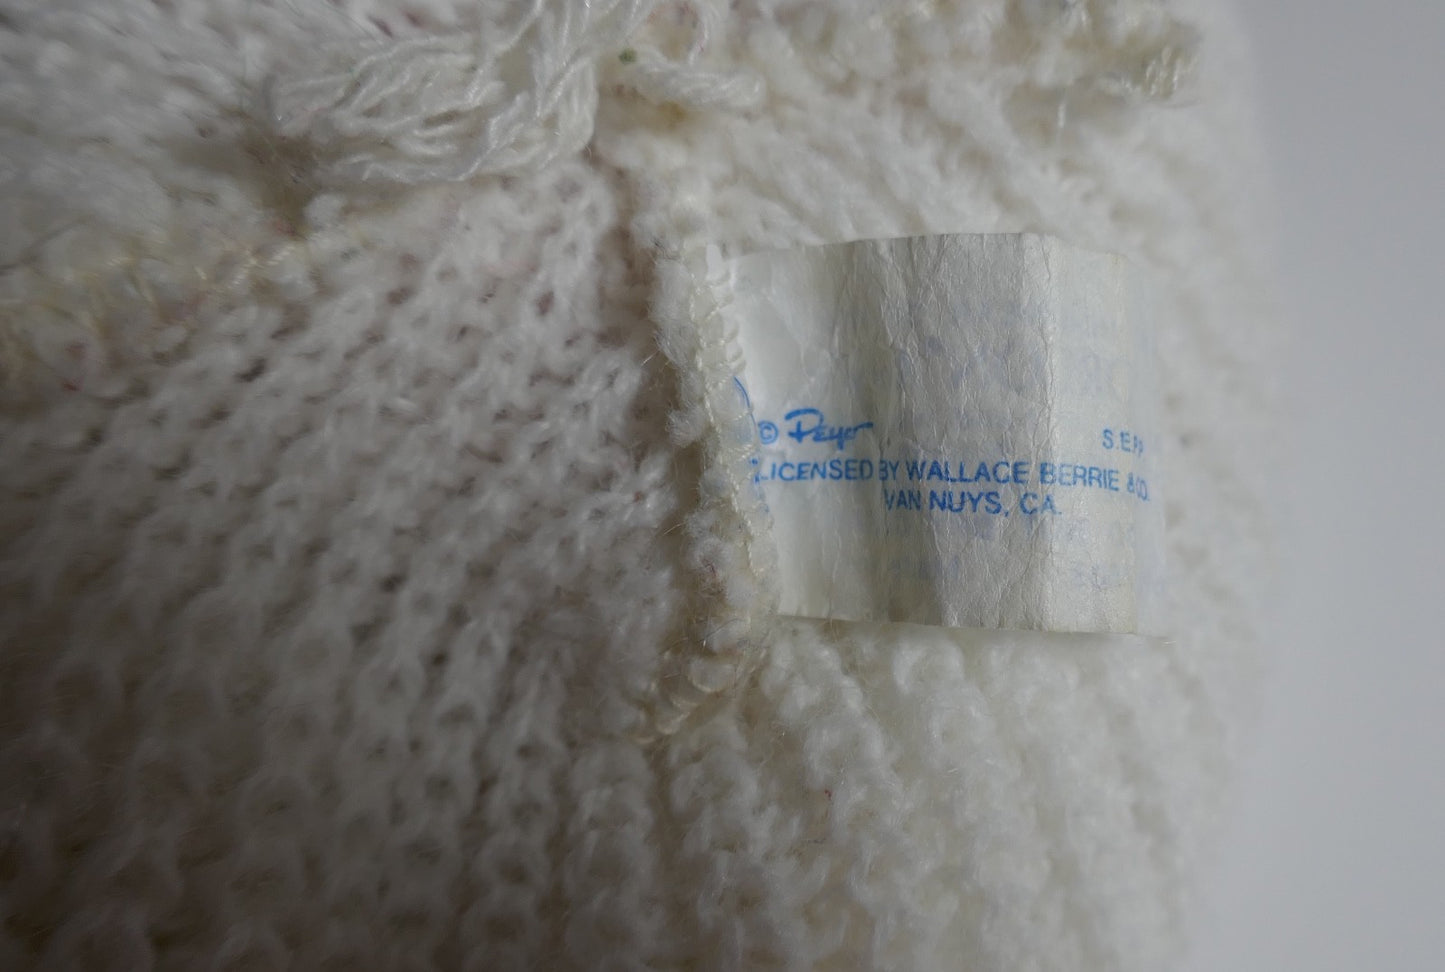 © Peyo S.E.P.P.
LICENSED BY WALLACE BERRIE & CO.
VAN NUYS, CA.